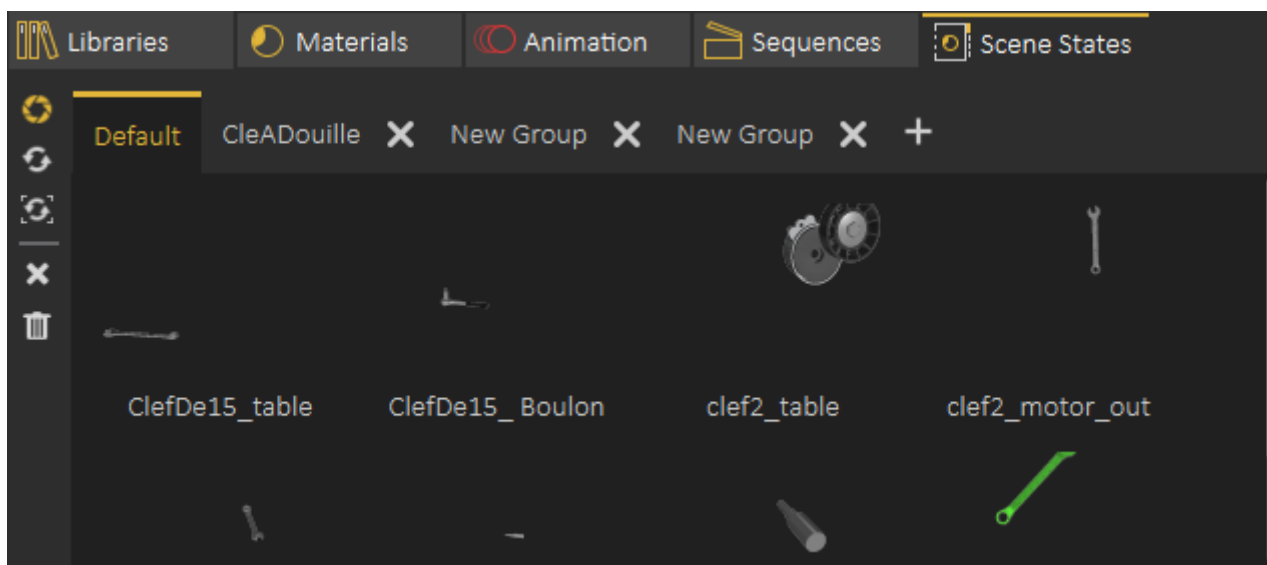 Libraries Materials Animation Sequences Scene States
Default CleADouille New Group New Group
ClefDe15_table ClefDe15_ Boulon clef2_table clef2_motor_out